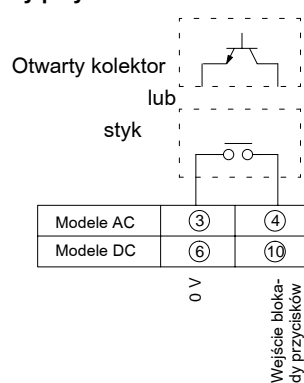 Otwarty kolektor
lub
styk
Modele AC 3 4
Modele DC 6 10
0 V
Wejście bloka-
dy przycisków